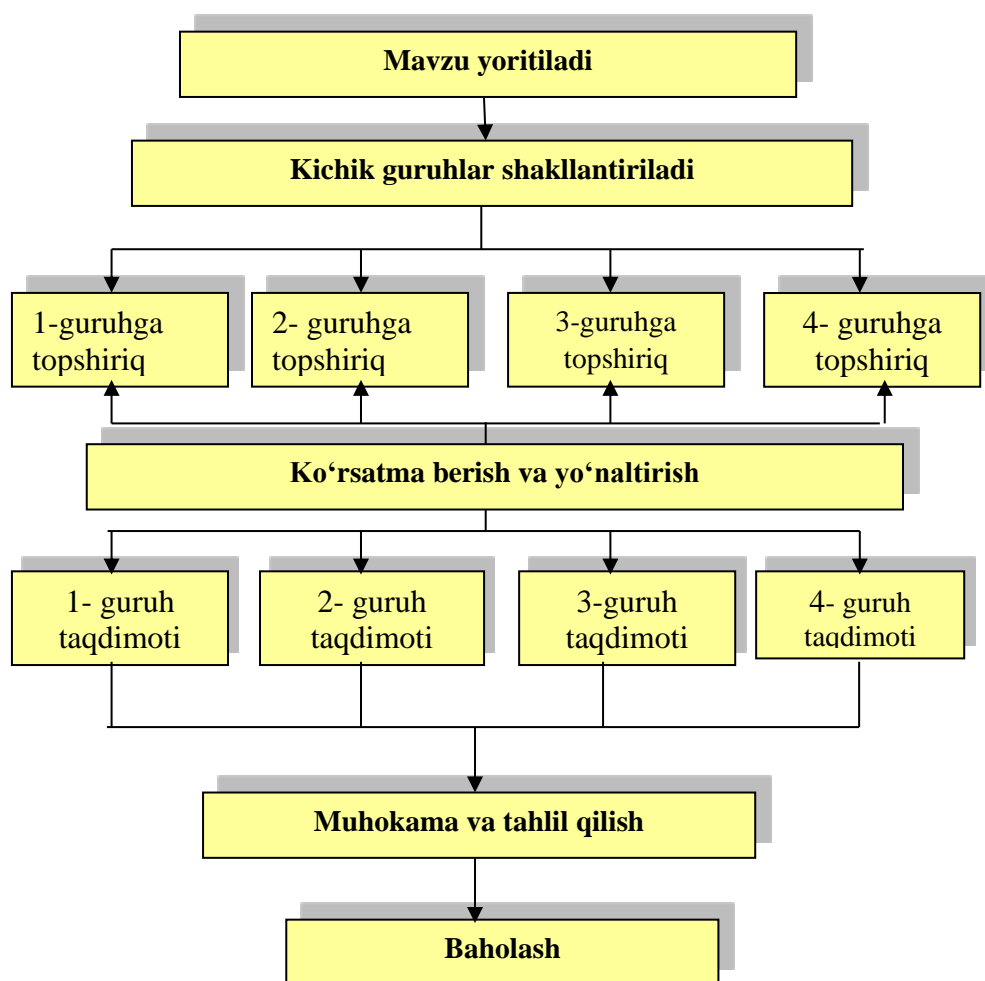 Mavzu yoritiladi
Kichik guruhlar shakllantiriladi
1-guruhga
topshiriq
2- guruhga
topshiriq
3-guruhga
topshiriq
4- guruhga
topshiriq
Ko‘rsatma berish va yo‘naltirish
1- guruh
taqdimoti
2- guruh
taqdimoti
3-guruh
taqdimoti
4- guruh
taqdimoti
Muhokama va tahlil qilish
Baholash